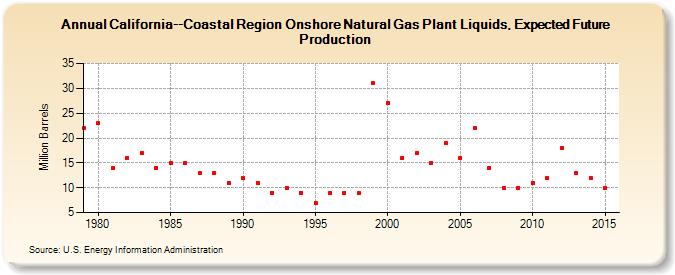 Annual California--Coastal Region Onshore Natural Gas Plant Liquids, Expected Future
Production
Million Barrels
35
30
25
20
15
10
5
1980 1985 1990 1995 2000 2005 2010 2015
Source: U.S. Energy Information Administration